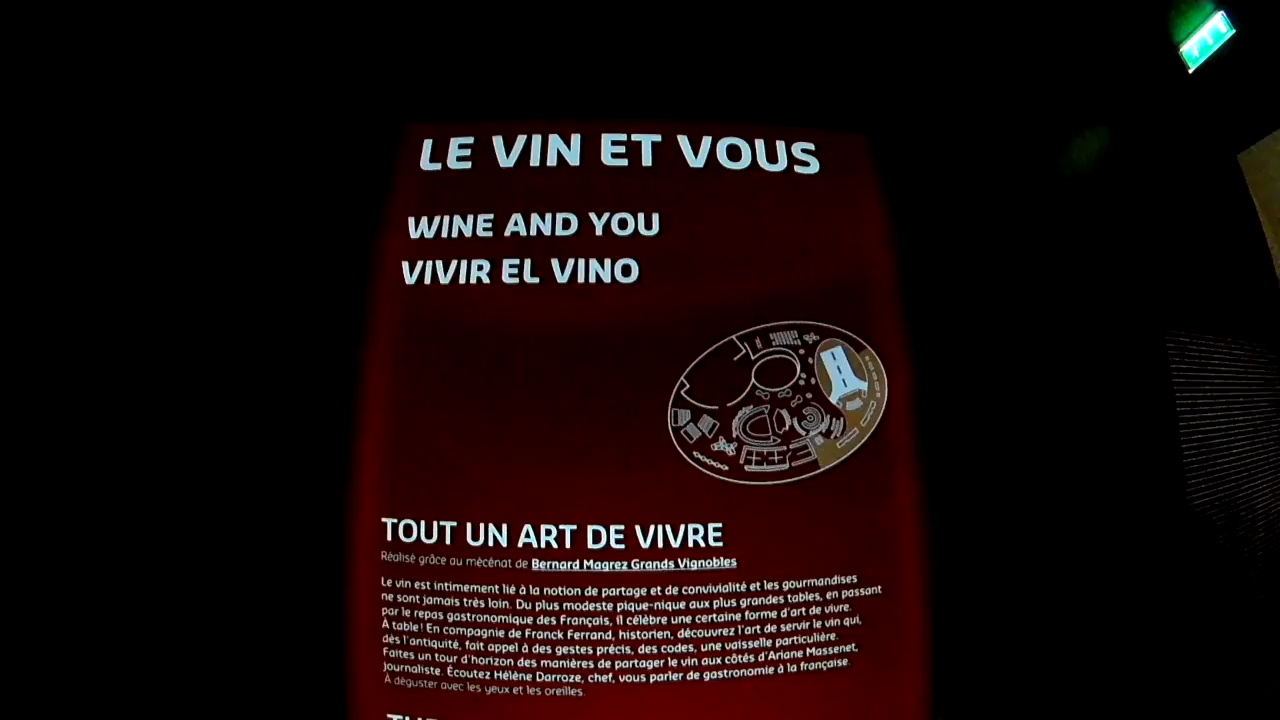 LE VIN ET VOUS
WINE AND YOU
VIVIR EL VINO
TOUT UN ART DE VIVRE
Réalisé grâce au mécénat de Bernard Magrez Grands Vignobles
Le vin est intimement lié à la notion de partage et de convivialité et les gourmandises
ne sont jamais très loin. Du plus modeste pique-nique aux plus grandes tables, en passant
par le repas gastronomique des Français, il célèbre une certaine forme d'art de vivre.
À table ! En compagnie de Franck Ferrand, historien, découvrez l'art de servir le vin qui,
dès l'antiquité, fait appel à des gestes précis, des codes, une vaisselle particulière.
Faites un tour d'horizon des manières de partager le vin aux côtés d'Ariane Massenet,
journaliste. Écoutez Hélène Darroze, chef, vous parler de gastronomie à la française.
À déguster avec les yeux et les oreilles.